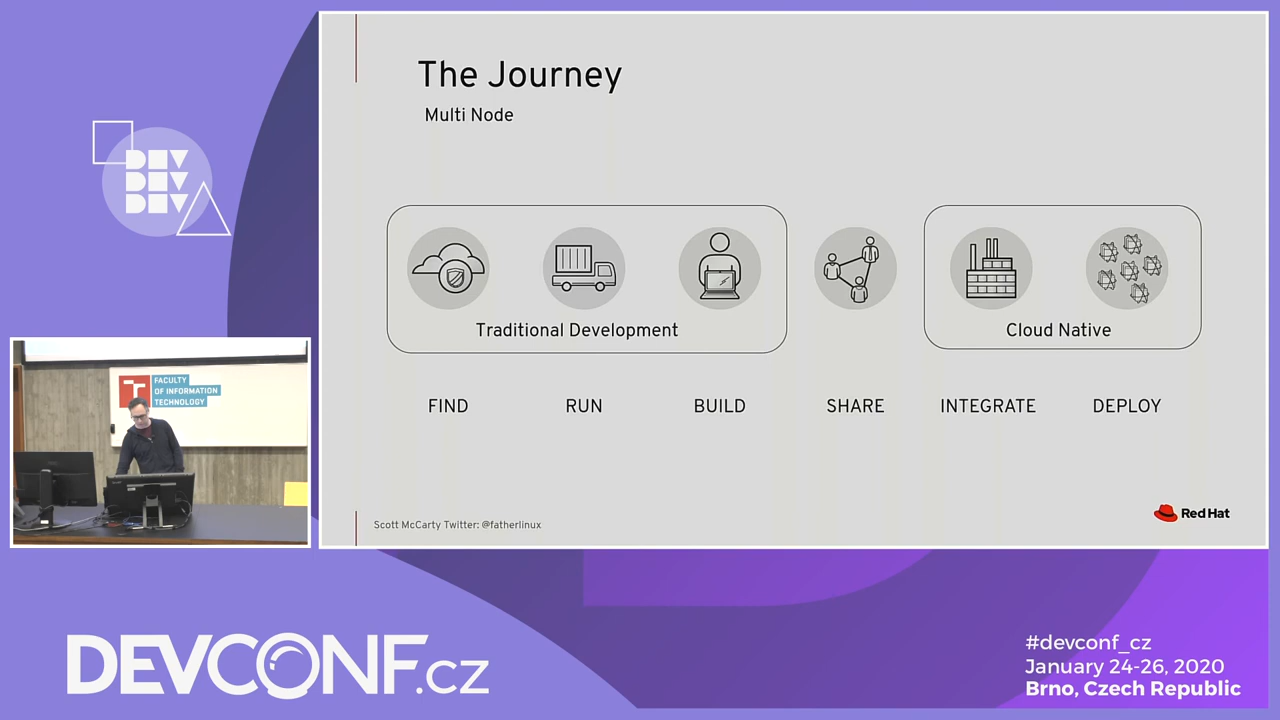 The Journey
Multi Node
DEV
DEV
DEV
Traditional Development
Cloud Native
FIND
RUN
BUILD
SHARE
INTEGRATE
DEPLOY
FACULTY
OF INFORMATION
TECHNOLOGY
Scott McCarty Twitter: @fatherlinux
Red Hat
DEVCONF.cz
#devconf_cz
January 24-26, 2020
Brno, Czech Republic